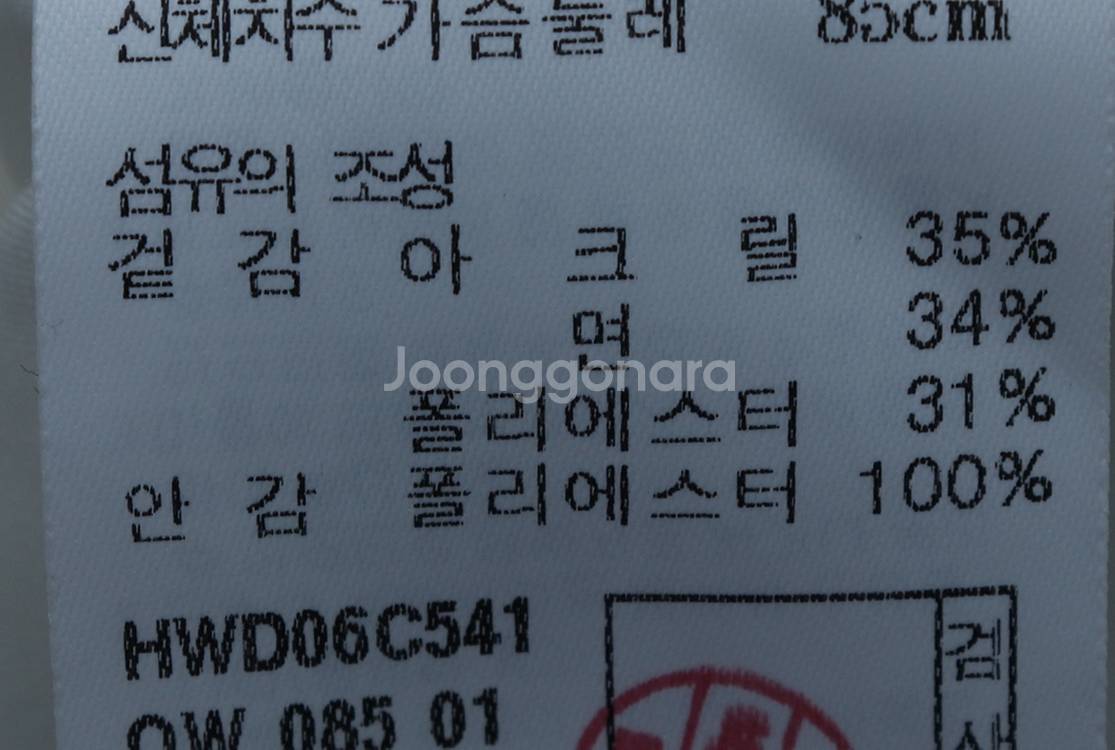 신체치수 가슴둘레 85cm
섬유의 조성
겉 감 아 크 릴 35%
면 34%
Joonggonara
폴리에스터 31%
안 감 폴리에스터 100%
HWD06C541
OW 085 01
검